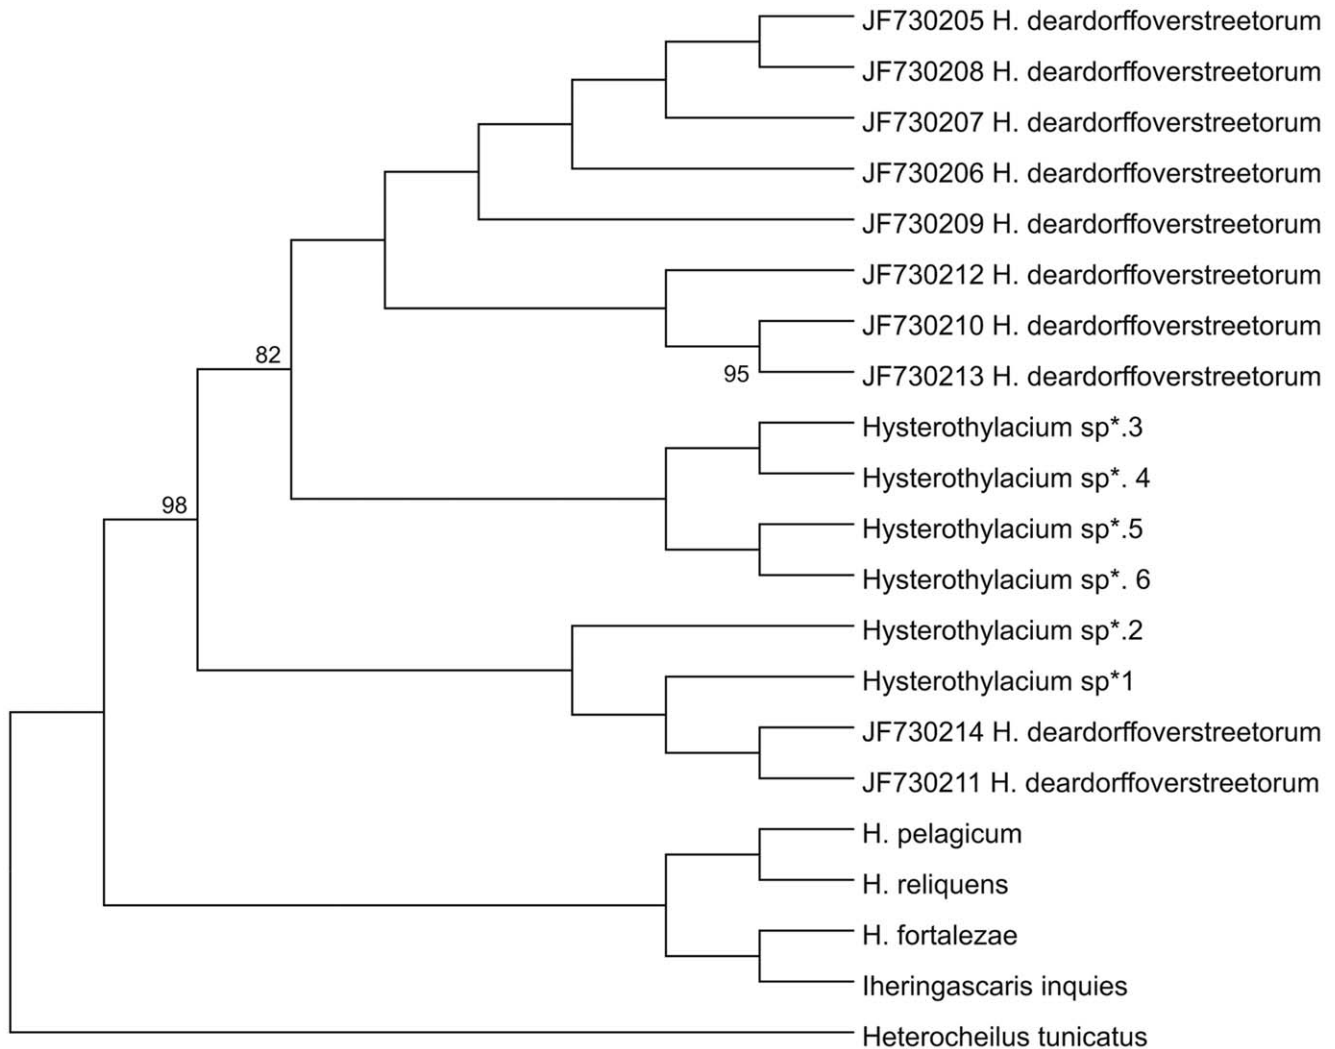 JF730205 H. deardorffoverstreetorum
JF730208 H. deardorffoverstreetorum
JF730207 H. deardorffoverstreetorum
JF730206 H. deardorffoverstreetorum
JF730209 H. deardorffoverstreetorum
JF730212 H. deardorffoverstreetorum
JF730210 H. deardorffoverstreetorum
82
95
JF730213 H. deardorffoverstreetorum
Hysterothylacium sp*.3
Hysterothylacium sp*. 4
98
Hysterothylacium sp*.5
Hysterothylacium sp*. 6
Hysterothylacium sp*.2
Hysterothylacium sp*1
JF730214 H. deardorffoverstreetorum
JF730211 H. deardorffoverstreetorum
H. pelagicum
H. reliquens
H. fortalezae
Iheringascaris inquies
Heterocheilus tunicatus